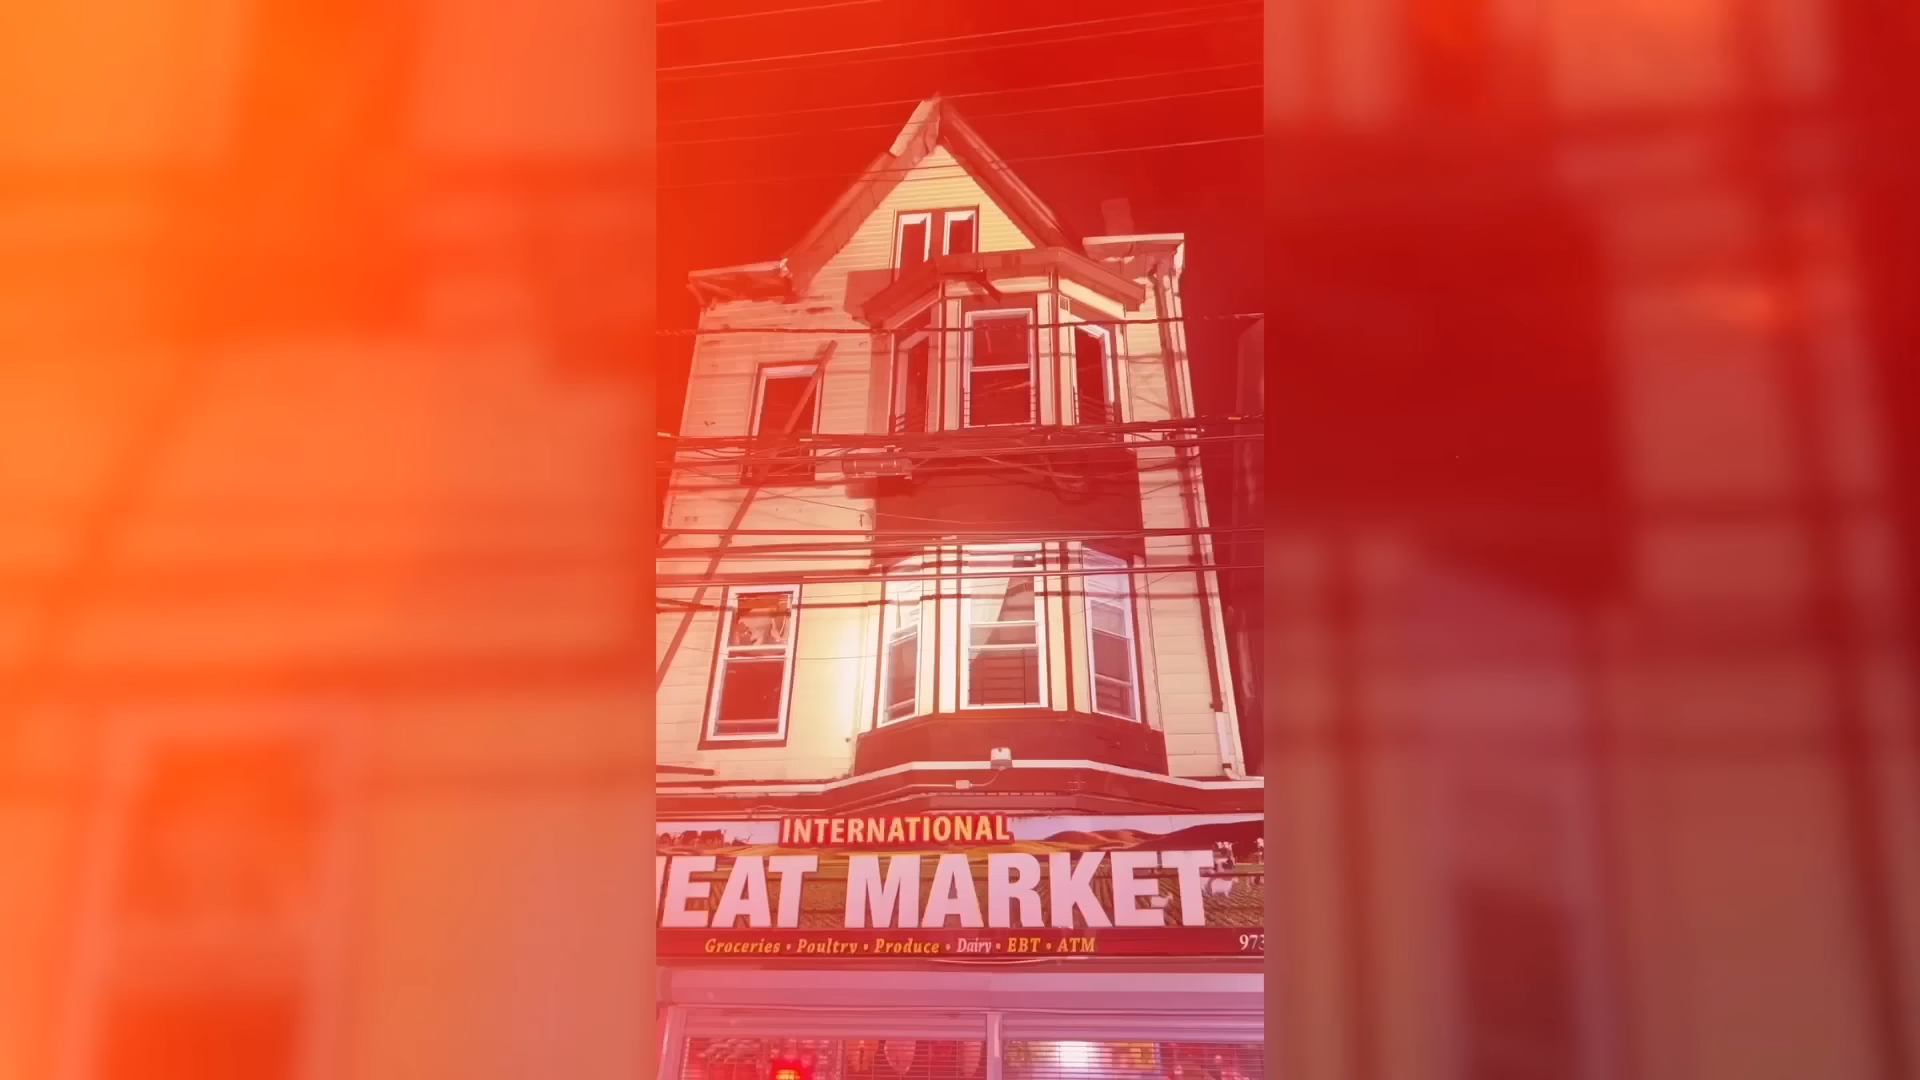 INTERNATIONAL
EAT MARKET
Groceries • Poultry • Produce • Dairy • EBT • ATM
973